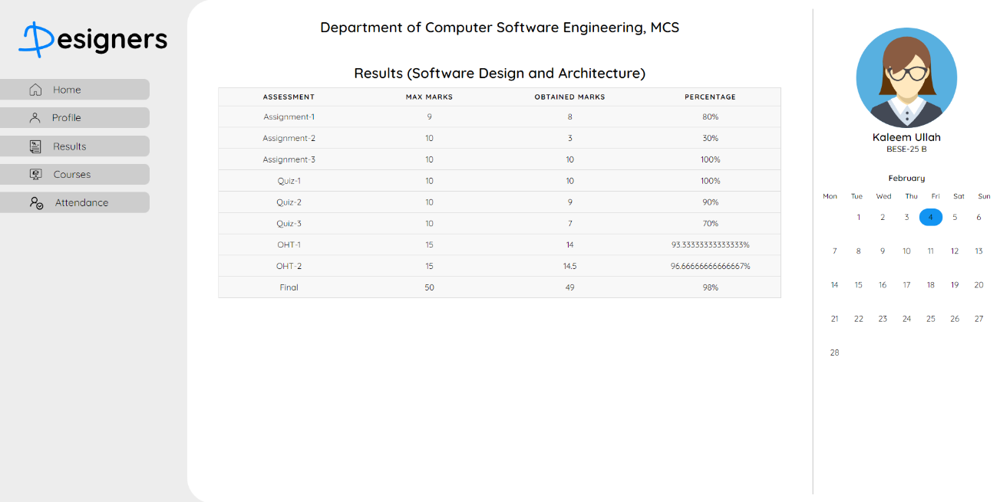 Designers
Home
Profile
Results
Courses
Attendance
Department of Computer Software Engineering, MCS
Results (Software Design and Architecture)
ASSESSMENT MAX MARKS OBTAINED MARKS PERCENTAGE
Assignment-1 9 8 80%
Assignment-2 10 3 30%
Assignment-3 10 10 100%
Quiz-1 10 10 100%
Quiz-2 10 9 90%
Quiz-3 10 7 70%
OHT-1 15 14 93.33333333333333%
OHT-2 15 14.5 96.66666666666667%
Final 50 49 98%
Kaleem Ullah
BESE-25 B
February
Mon Tue Wed Thu Fri Sat Sun
1 2 3 4 5 6
7 8 9 10 11 12 13
14 15 16 17 18 19 20
21 22 23 24 25 26 27
28